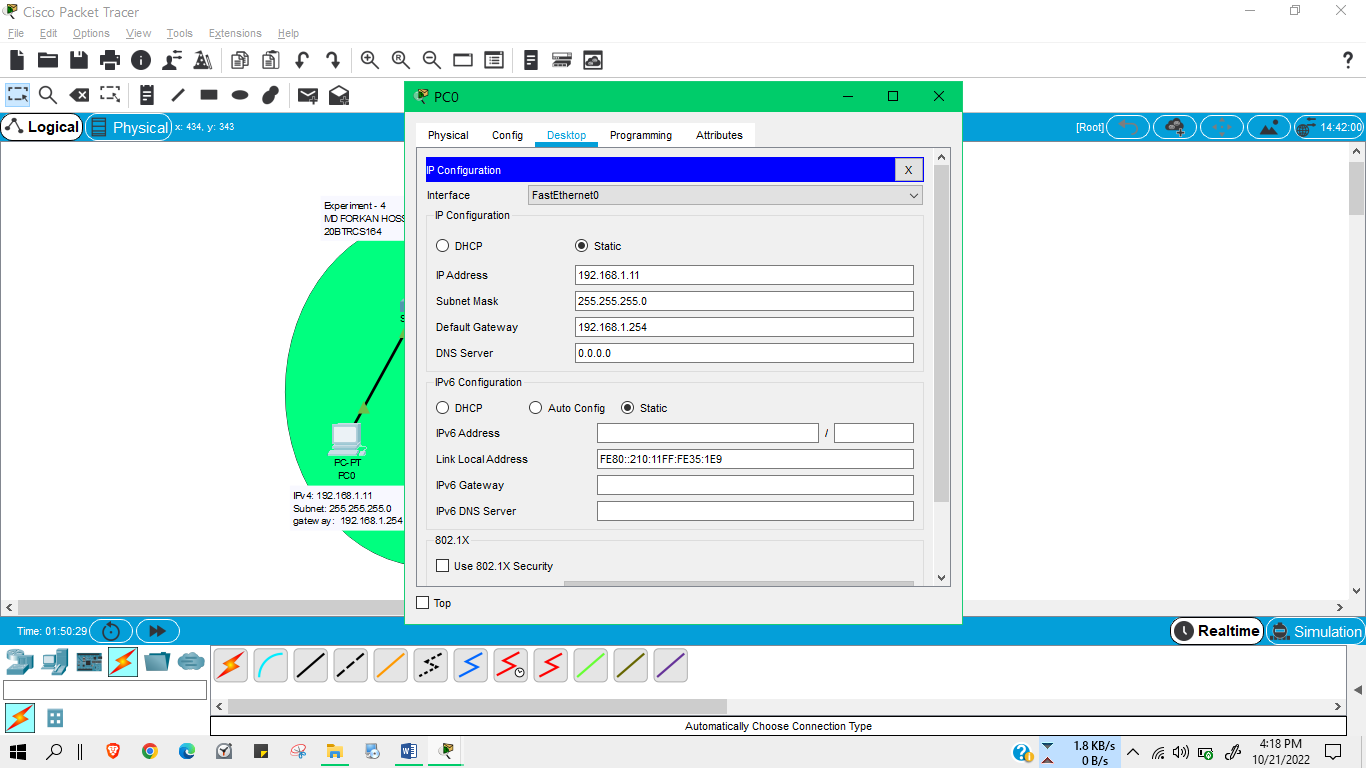 Cisco Packet Tracer
File Edit Options View Tools Extensions Help
Logical Physical x: 434, y: 343 [Root] 14:42:00
PC0
Physical Config Desktop Programming Attributes
IP Configuration X
Interface FastEthernet0
IP Configuration
DHCP Static
IP Address 192.168.1.11
Subnet Mask 255.255.255.0
Default Gateway 192.168.1.254
DNS Server 0.0.0.0
IPv6 Configuration
DHCP Auto Config Static
IPv6 Address /
Link Local Address FE80::210:11FF:FE35:1E9
IPv6 Gateway
IPv6 DNS Server
802.1X
Use 802.1X Security
Top
Experiment - 4
MD FORKAN HOSS
20BTRCS164
S
PC-PT
PC0
IPv4: 192.168.1.11
Subnet: 255.255.255.0
gateway: 192.168.1.254
Time: 01:50:29 Realtime Simulation
Automatically Choose Connection Type
1.8 KB/s 4:18 PM
0 B/s 10/21/2022